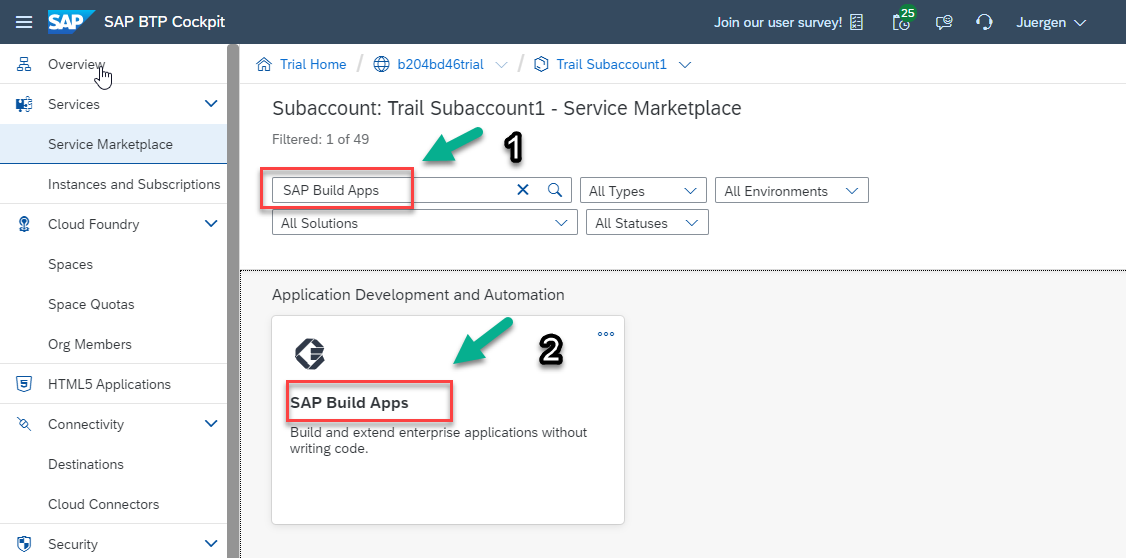 SAP SAP BTP Cockpit
Join our user survey!
25
Juergen
Overview
Services
Service Marketplace
Instances and Subscriptions
Cloud Foundry
Spaces
Space Quotas
Org Members
5 HTML5 Applications
Connectivity
Destinations
Cloud Connectors
Security
Trial Home / b204bd46trial / Trail Subaccount1
Subaccount: Trail Subaccount1 - Service Marketplace
Filtered: 1 of 49
1
SAP Build Apps
All Types
All Environments
All Solutions
All Statuses
Application Development and Automation
2
SAP Build Apps
Build and extend enterprise applications without
writing code.